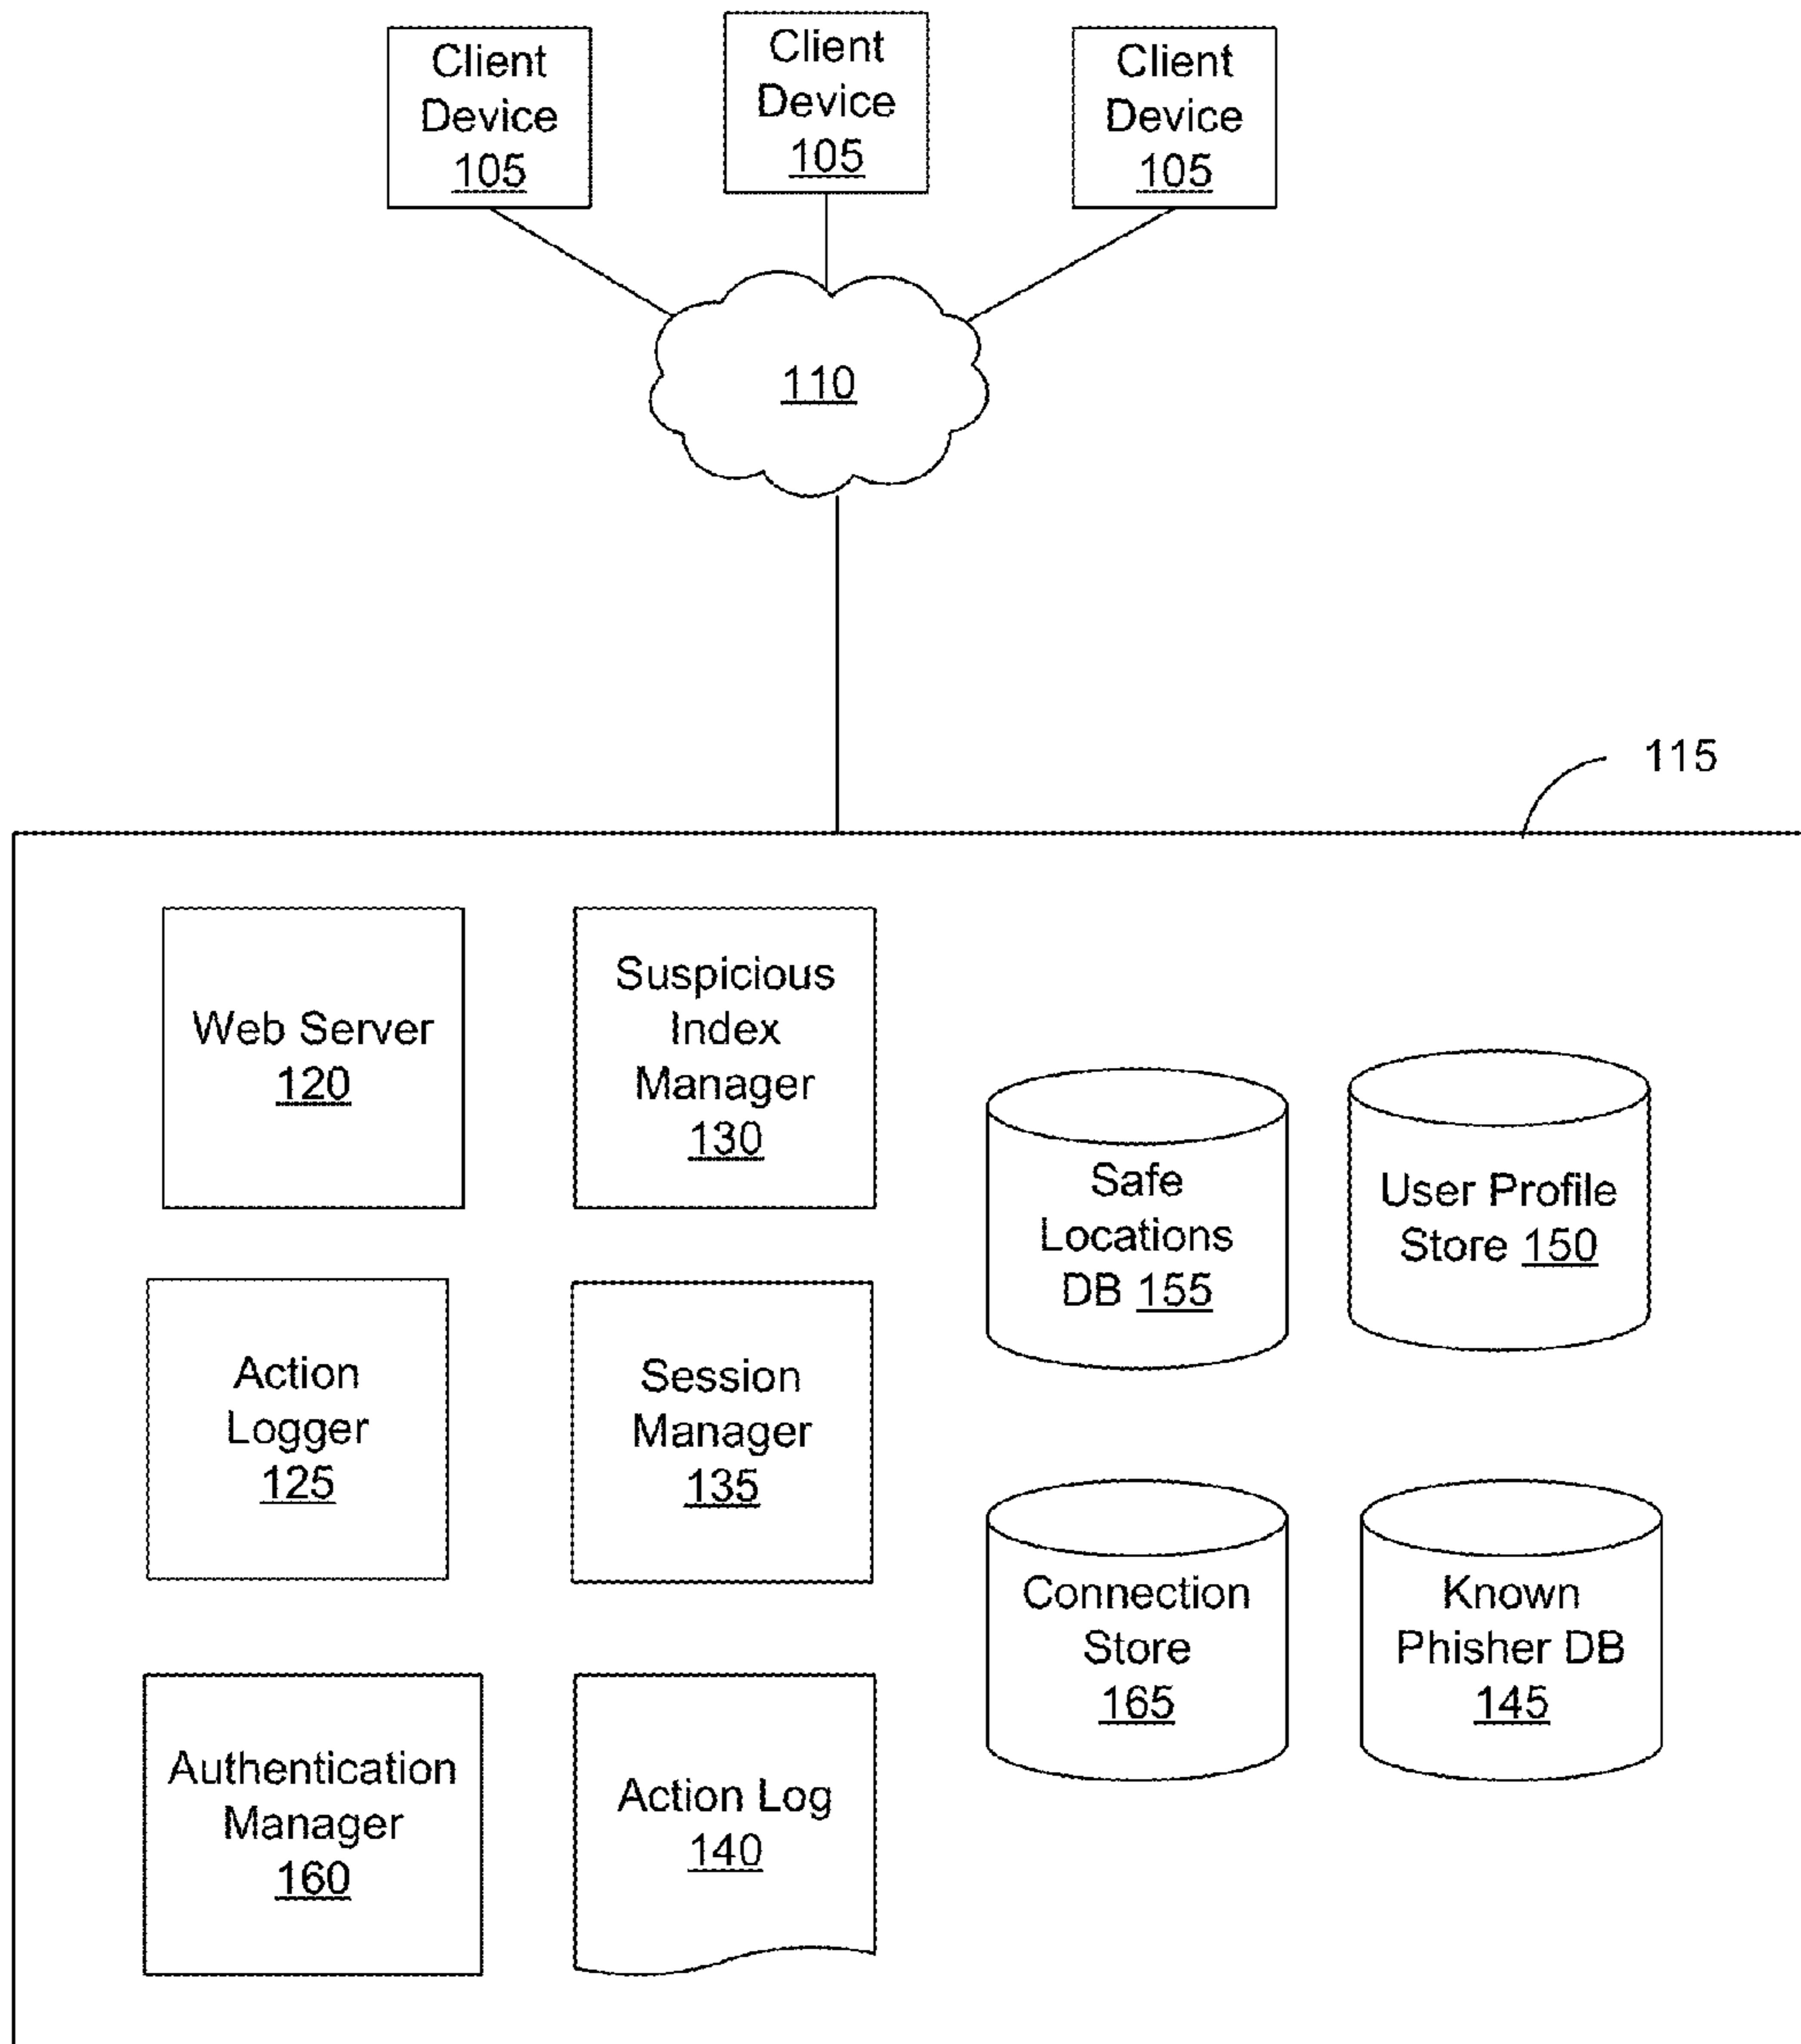 Client
Device
105
Client
Device
105
Client
Device
105
110
115
Web Server
120
Suspicious
Index
Manager
130
Safe
Locations
DB 155
User Profile
Store 150
Action
Logger
125
Session
Manager
135
Connection
Store
165
Known
Phisher DB
145
Authentication
Manager
160
Action Log
140